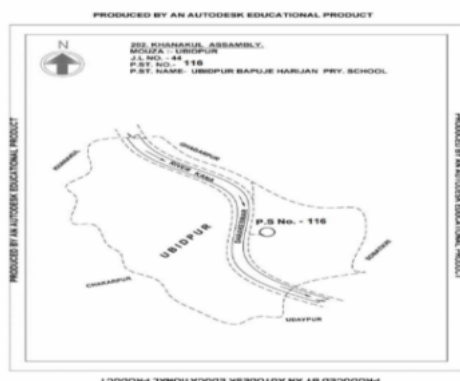 PRODUCED BY AN AUTODESK EDUCATIONAL PRODUCT
N
202. KHANAKUL ASSAMBLY.
MOUZA :- UBIDPUR
J.L NO. - 44
P.ST. NO.- 116
P.ST. NAME- UBIDPUR BAPUJE HARIJAN PRY. SCHOOL
PRODUCED BY AN AUTODESK EDUCATIONAL PRODUCT
PRODUCED BY AN AUTODESK EDUCATIONAL PRODUCT
RIVER KANA
P.S No. - 116
UBIDPUR
UDAYPUR
PRODUCED BY AN AUTODESK EDUCATIONAL PRODUCT